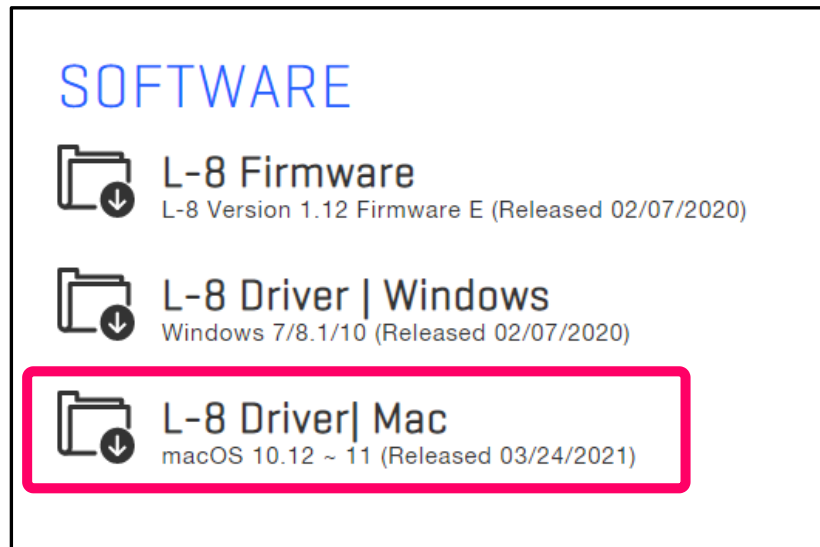 SOFTWARE
L-8 Firmware
L-8 Version 1.12 Firmware E (Released 02/07/2020)
L-8 Driver | Windows
Windows 7/8.1/10 (Released 02/07/2020)
L-8 Driver| Mac
macOS 10.12 ~ 11 (Released 03/24/2021)